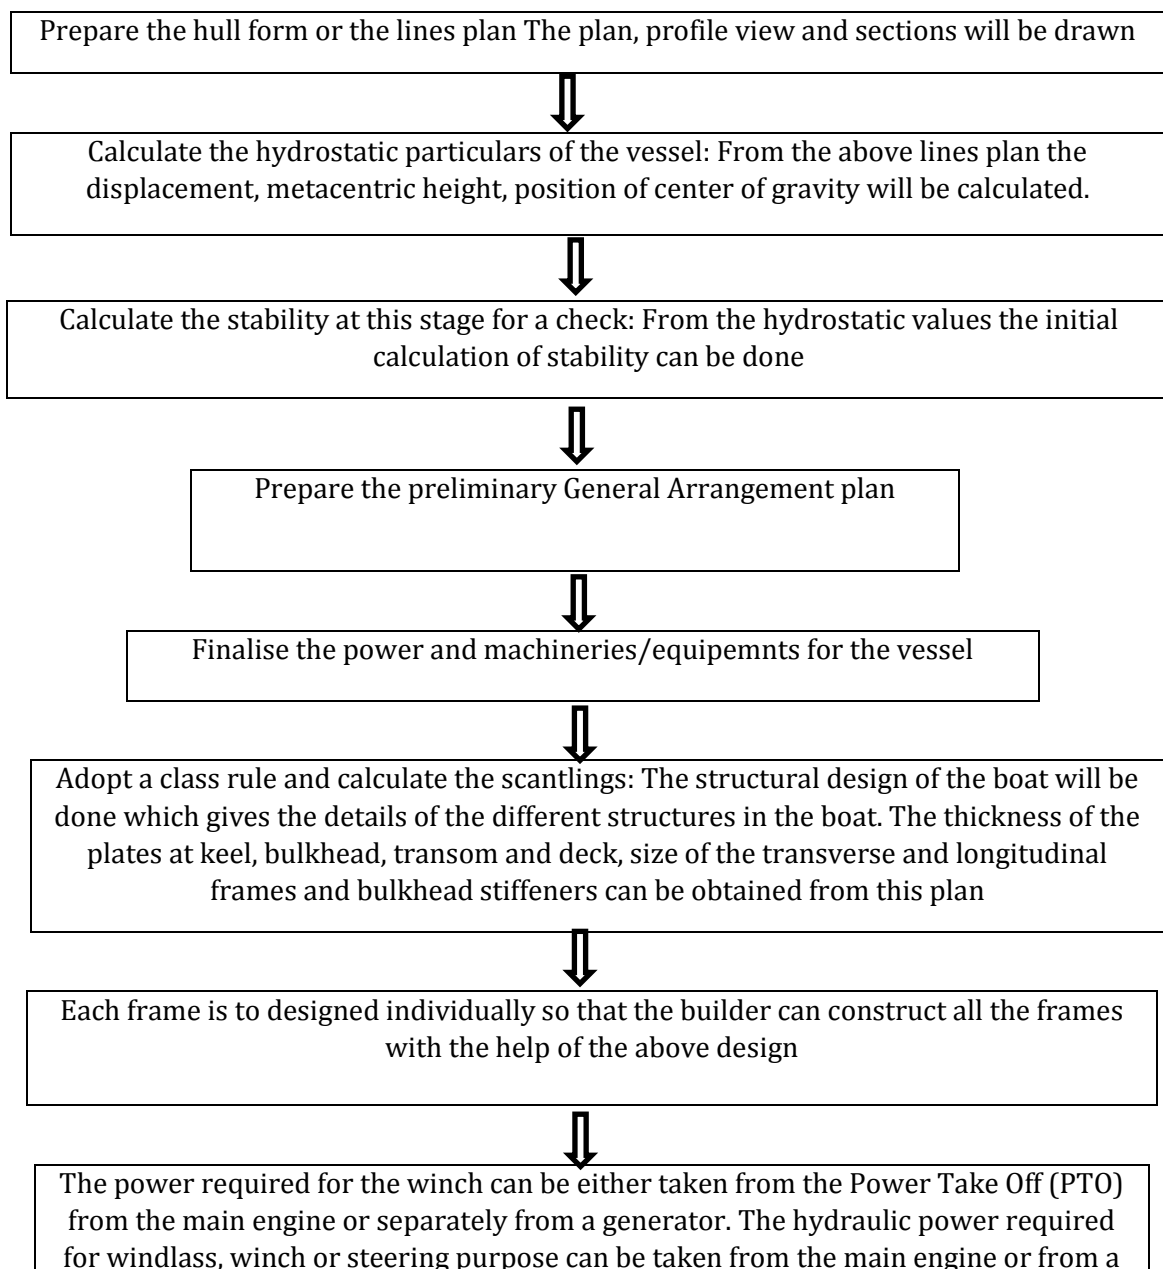 Prepare the hull form or the lines plan The plan, profile view and sections will be drawn
Calculate the hydrostatic particulars of the vessel: From the above lines plan the
displacement, metacentric height, position of center of gravity will be calculated.
Calculate the stability at this stage for a check: From the hydrostatic values the initial
calculation of stability can be done
Prepare the preliminary General Arrangement plan
Finalise the power and machineries/equipemnts for the vessel
Adopt a class rule and calculate the scantlings: The structural design of the boat will be
done which gives the details of the different structures in the boat. The thickness of the
plates at keel, bulkhead, transom and deck, size of the transverse and longitudinal
frames and bulkhead stiffeners can be obtained from this plan
Each frame is to designed individually so that the builder can construct all the frames
with the help of the above design
The power required for the winch can be either taken from the Power Take Off (PTO)
from the main engine or separately from a generator. The hydraulic power required
for windlass, winch or steering purpose can be taken from the main engine or from a